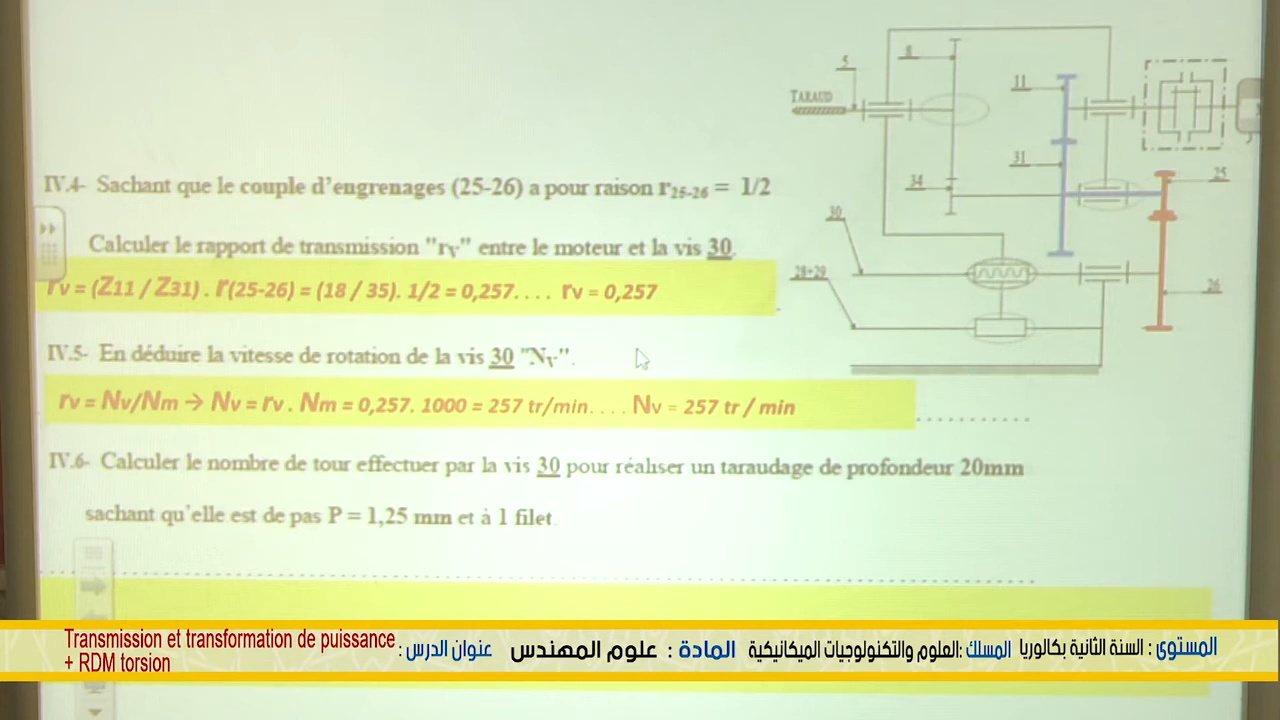 5
8
11
TARAUD
31
IV.4- Sachant que le couple d'engrenages (25-26) a pour raison r25-26 = 1/2
34
25
30
Calculer le rapport de transmission "rV" entre le moteur et la vis 30.
28+29
26
rv = (Z11 / Z31) . r(25-26) = (18 / 35). 1/2 = 0,257. . . . rv = 0,257
IV.5- En déduire la vitesse de rotation de la vis 30 "NV".
rv = Nv/Nm → Nv = rv . Nm = 0,257. 1000 = 257 tr/min. . . . Nv = 257 tr / min
IV.6- Calculer le nombre de tour effectuer par la vis 30 pour réaliser un taraudage de profondeur 20mm
sachant qu'elle est de pas P = 1,25 mm et à 1 filet
المستوى : السنة الثانية بكالوريا المسلك :العلوم والتكنولوجيات الميكانيكية المادة : علوم المهندس عنوان الدرس :
Transmission et transformation de puissance
+ RDM torsion